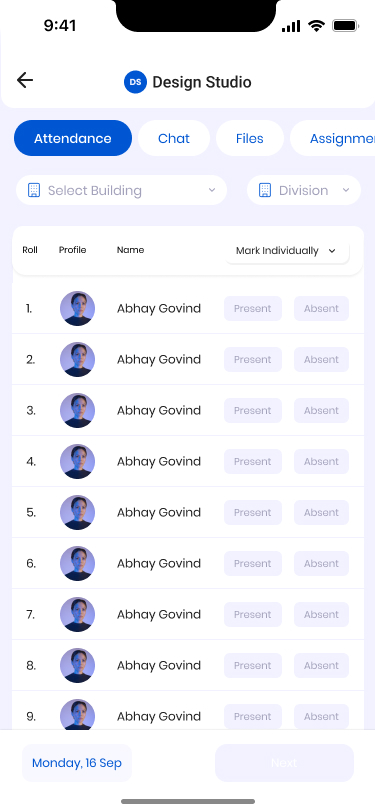 9:41
DS Design Studio
Attendance Chat Files Assignme
Select Building Division
Roll Profile Name Mark Individually
1. Abhay Govind Present Absent
2. Abhay Govind Present Absent
3. Abhay Govind Present Absent
4. Abhay Govind Present Absent
5. Abhay Govind Present Absent
6. Abhay Govind Present Absent
7. Abhay Govind Present Absent
8. Abhay Govind Present Absent
9. Abhay Govind Present Absent
Monday, 16 Sep Next